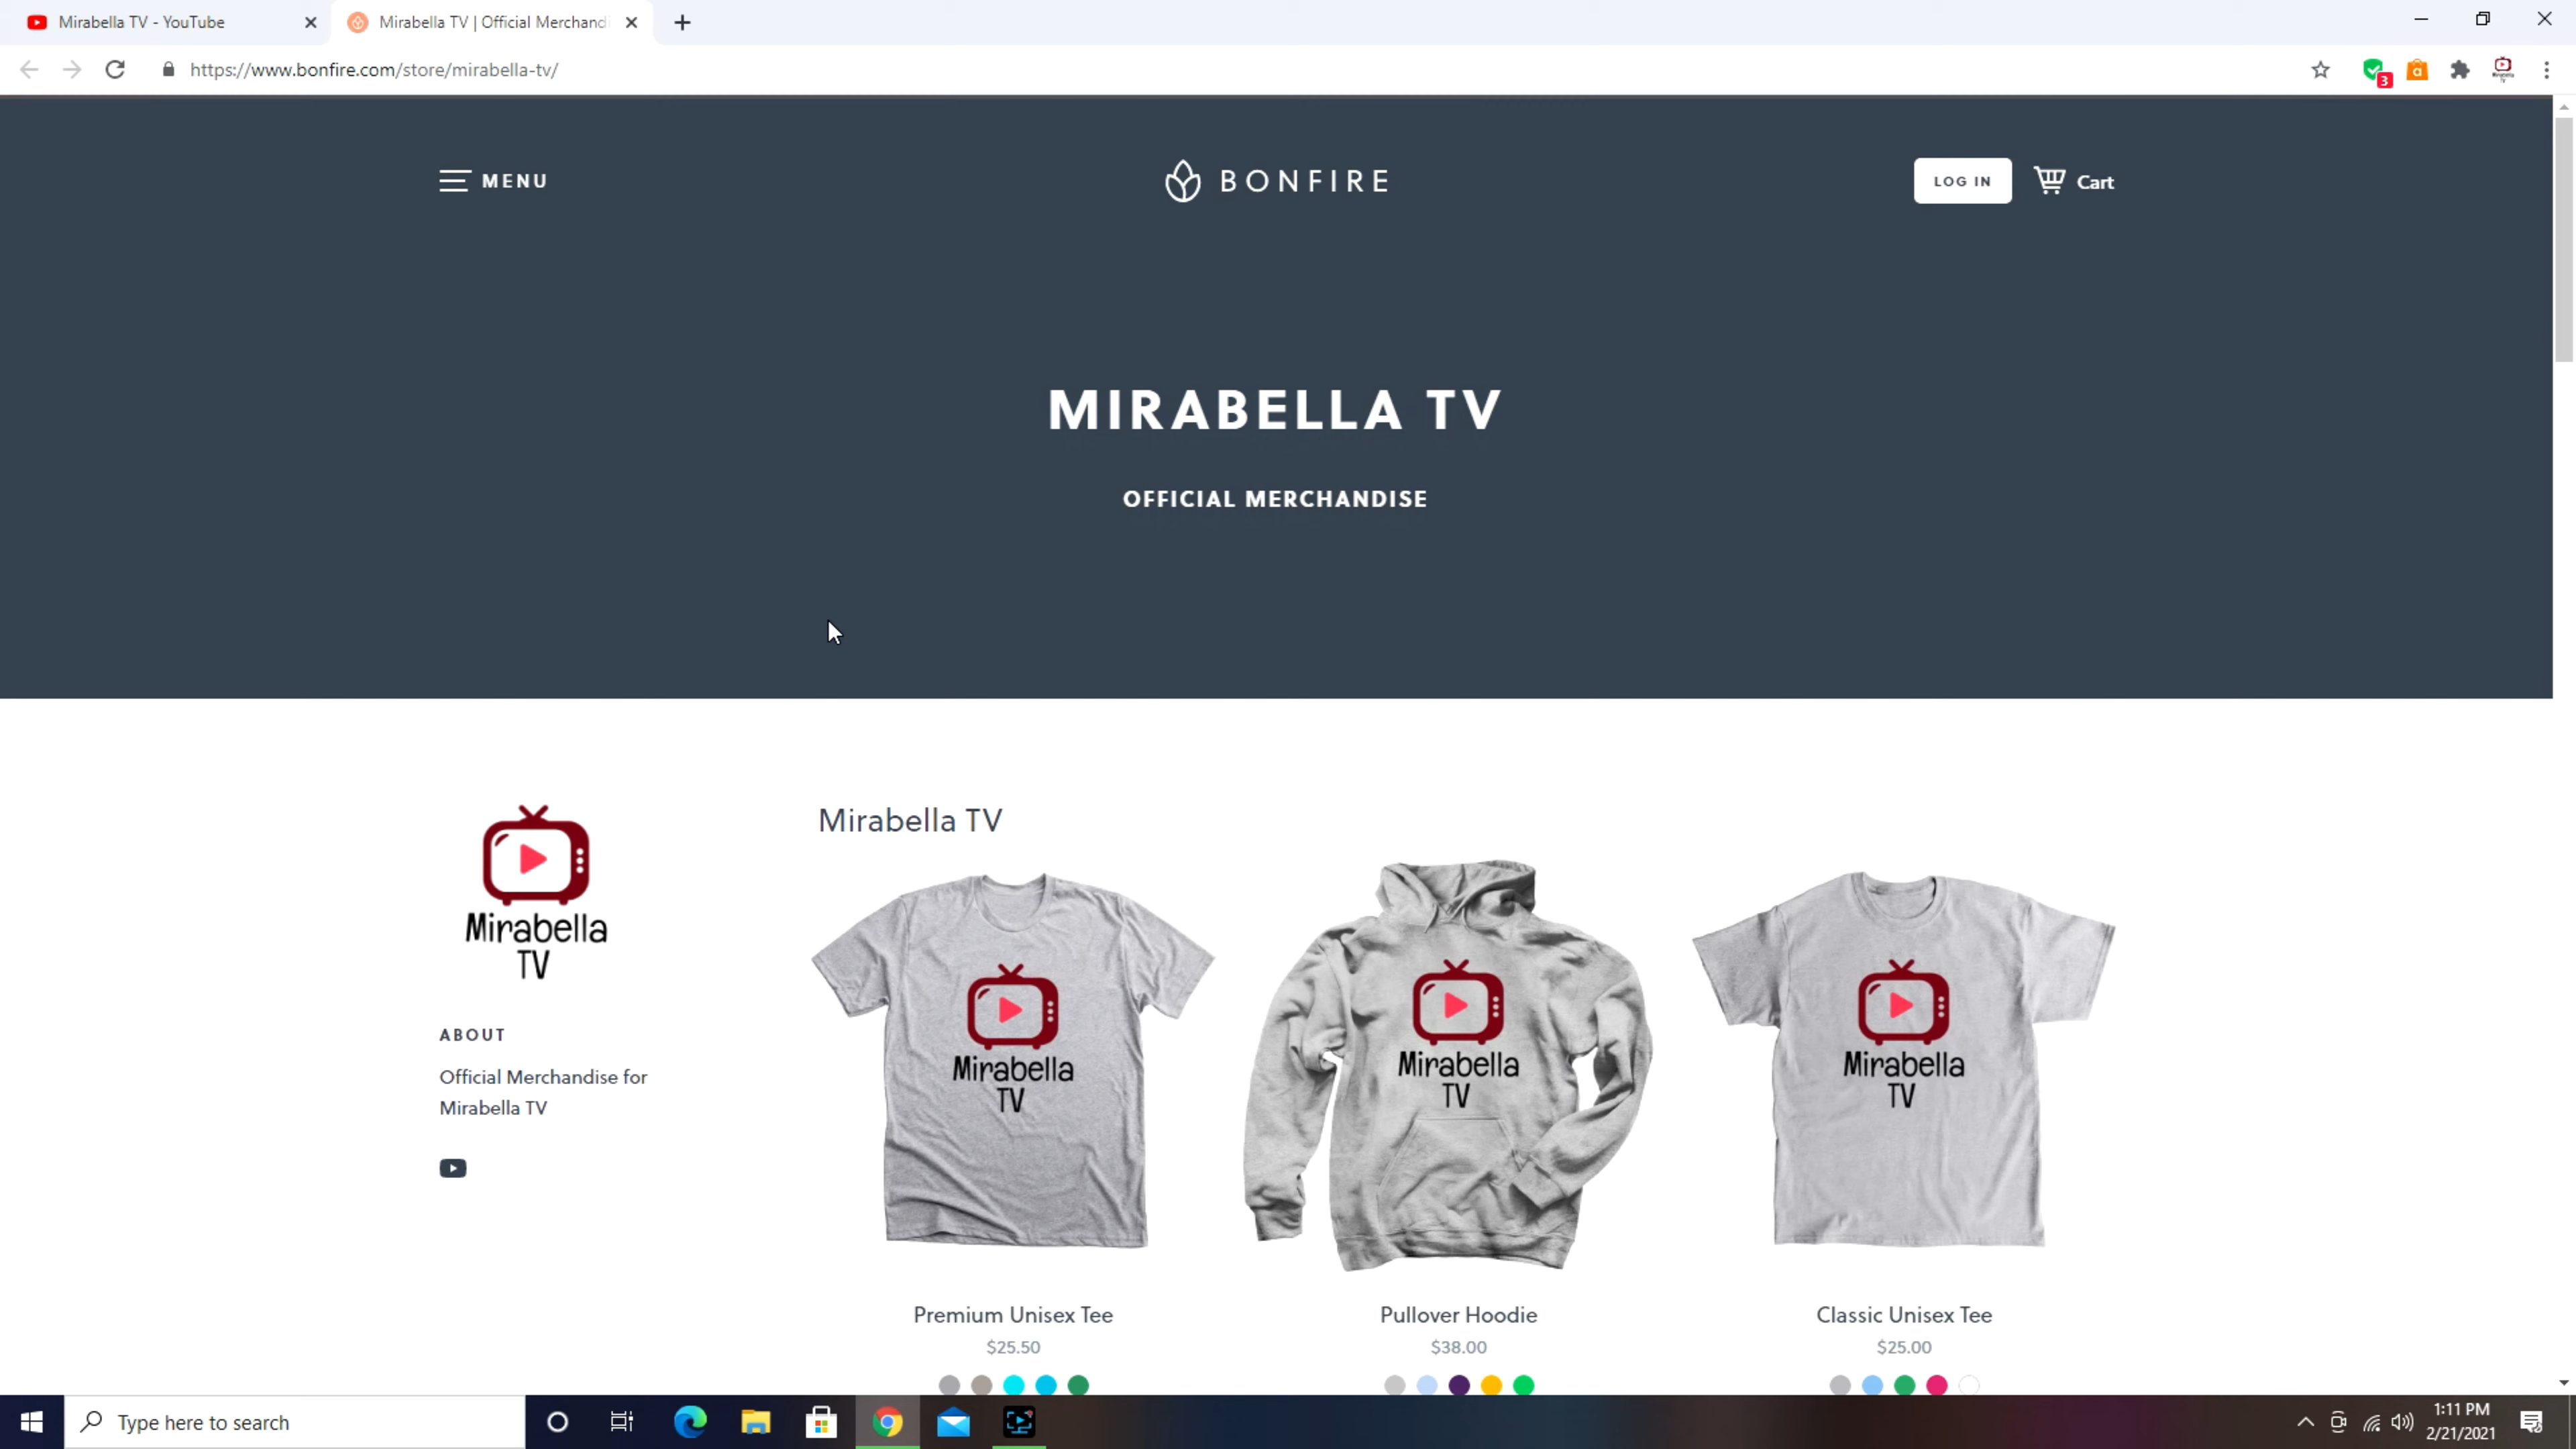 Mirabella TV - YouTube
Mirabella TV | Official Merchandi
https://www.bonfire.com/store/mirabella-tv/
3
a
MENU
BONFIRE
LOG IN
Cart
MIRABELLA TV
OFFICIAL MERCHANDISE
Mirabella
TV
ABOUT
Official Merchandise for
Mirabella TV
Mirabella TV
Mirabella
TV
Mirabella
TV
Mirabella
TV
Premium Unisex Tee
$25.50
Pullover Hoodie
$38.00
Classic Unisex Tee
$25.00
Type here to search
1:11 PM
2/21/2021